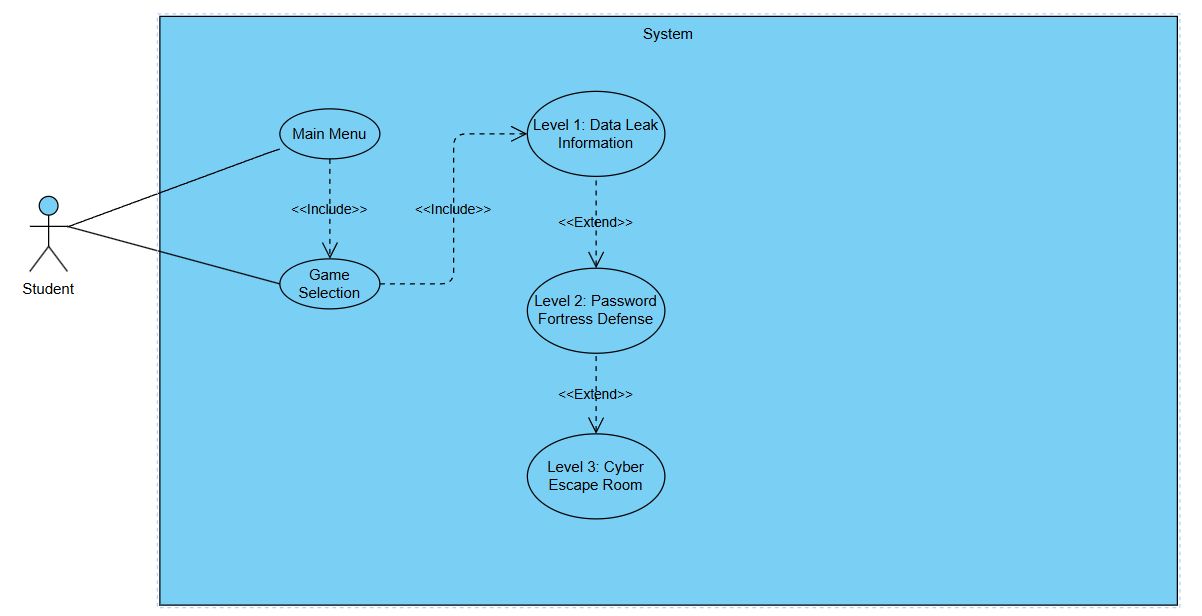 System
Main Menu
Level 1: Data Leak
Information
<<Include>>
<<Include>>
<<Extend>>
Student
Game
Selection
Level 2: Password
Fortress Defense
<<Extend>>
Level 3: Cyber
Escape Room